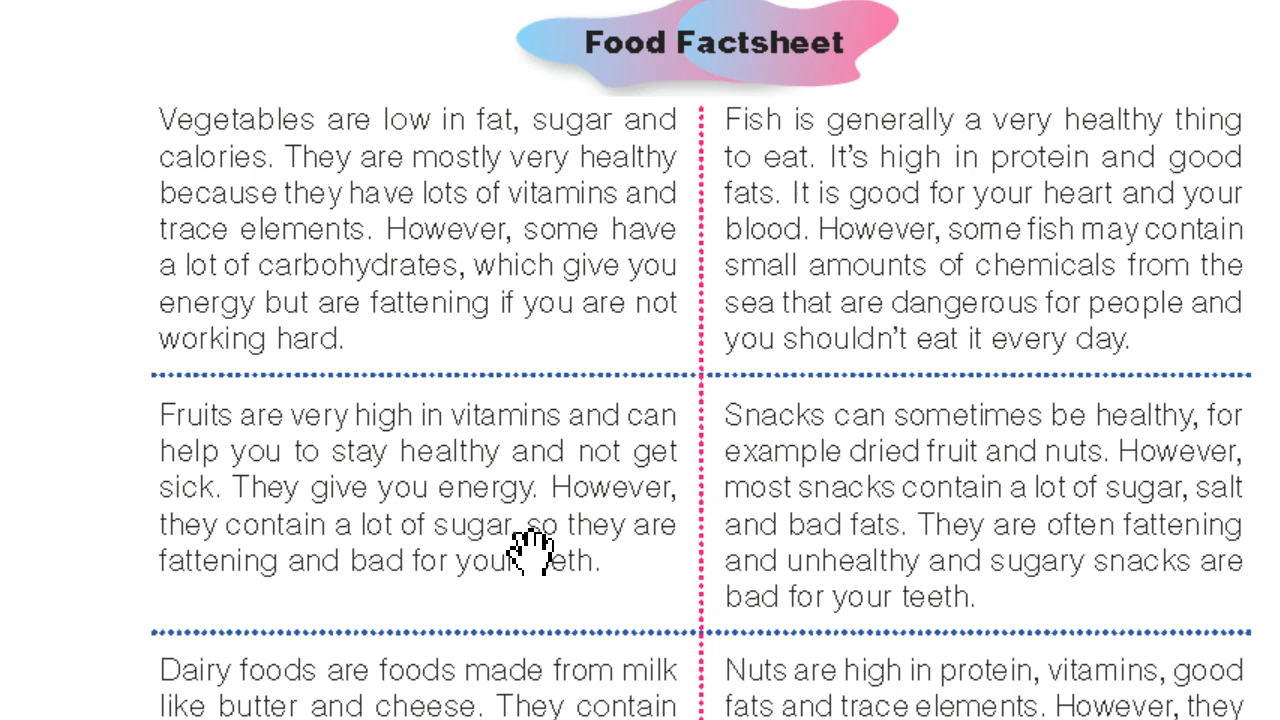 Food Factsheet
Vegetables are low in fat, sugar and
calories. They are mostly very healthy
because they have lots of vitamins and
trace elements. However, some have
a lot of carbohydrates, which give you
energy but are fattening if you are not
working hard.
Fish is generally a very healthy thing
to eat. It's high in protein and good
fats. It is good for your heart and your
blood. However, some fish may contain
small amounts of chemicals from the
sea that are dangerous for people and
you shouldn't eat it every day.
Fruits are very high in vitamins and can
help you to stay healthy and not get
sick. They give you energy. However,
they contain a lot of sugar, so they are
fattening and bad for your teeth.
Snacks can sometimes be healthy, for
example dried fruit and nuts. However,
most snacks contain a lot of sugar, salt
and bad fats. They are often fattening
and unhealthy and sugary snacks are
bad for your teeth.
Dairy foods are foods made from milk
like butter and cheese. They contain
Nuts are high in protein, vitamins, good
fats and trace elements. However, they